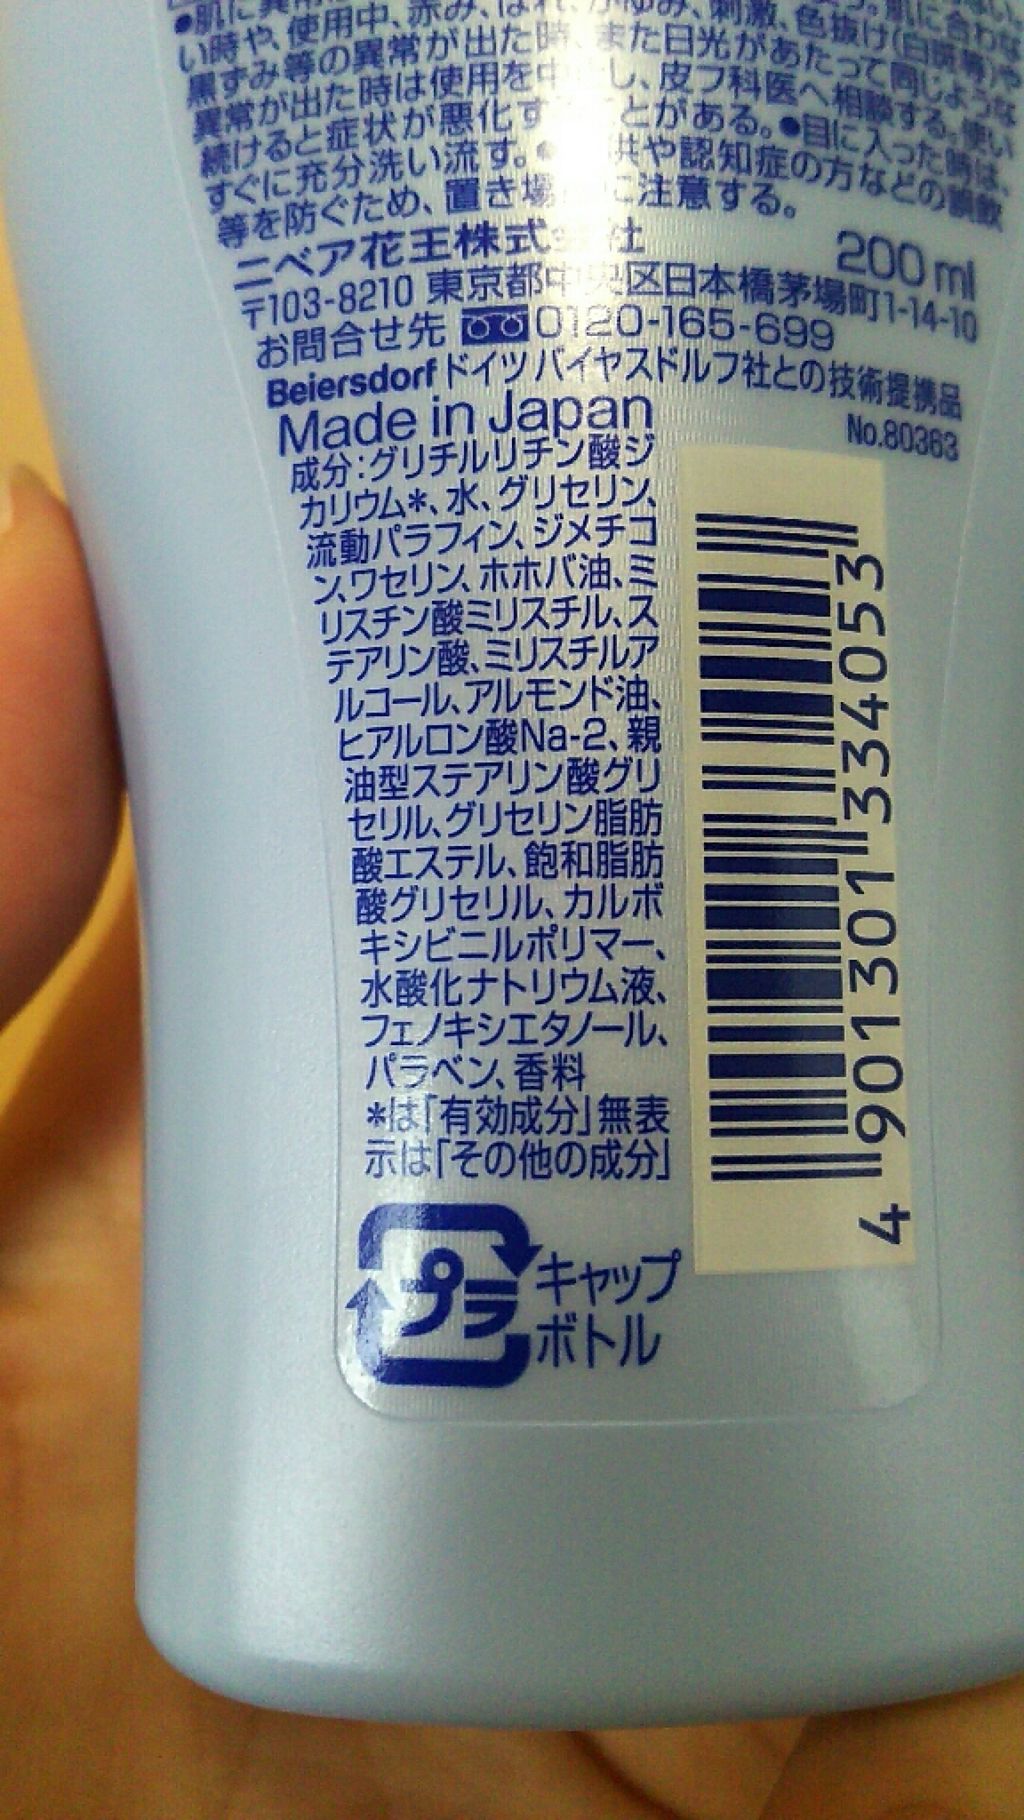 い時や、使用中、赤み、はれ、かゆみ、刺激、色抜け(白斑等)や
黒ずみ等の異常が出た時、また日光があたって同じような
異常が出た時は使用を中 し、皮フ科医へ相談する。使い
続けると症状が悪化す とがある。●目に入った時は、
すぐに充分洗い流す。● 供や認知症の方などの誤飲
等を防ぐため、置き場 に注意する。
ニベア花王株式会社 200ml
〒103-8210 東京都中央区日本橋茅場町1-14-10
お問合せ先 0120-165-699
Beiersdorf ドイツ バイヤスドルフ社との技術提携品
Made in Japan No.80363
成分:グリチルリチン酸ジ
カリウム*、水、グリセリン、
流動パラフィン、ジメチコ
ン、ワセリン、ホホバ油、ミ
リスチン酸ミリスチル、ス
テアリン酸、ミリスチルア
ルコール、アルモンド油、
ヒアルロン酸Na-2、親
油型ステアリン酸グリ
セリル、グリセリン脂肪
酸エステル、飽和脂肪
酸グリセリル、カルボ
キシビニルポリマー、
水酸化ナトリウム液、
フェノキシエタノール、
パラベン、香料
*は「有効成分」無表
示は「その他の成分」
4901301334053
プラ
キャップ
ボトル